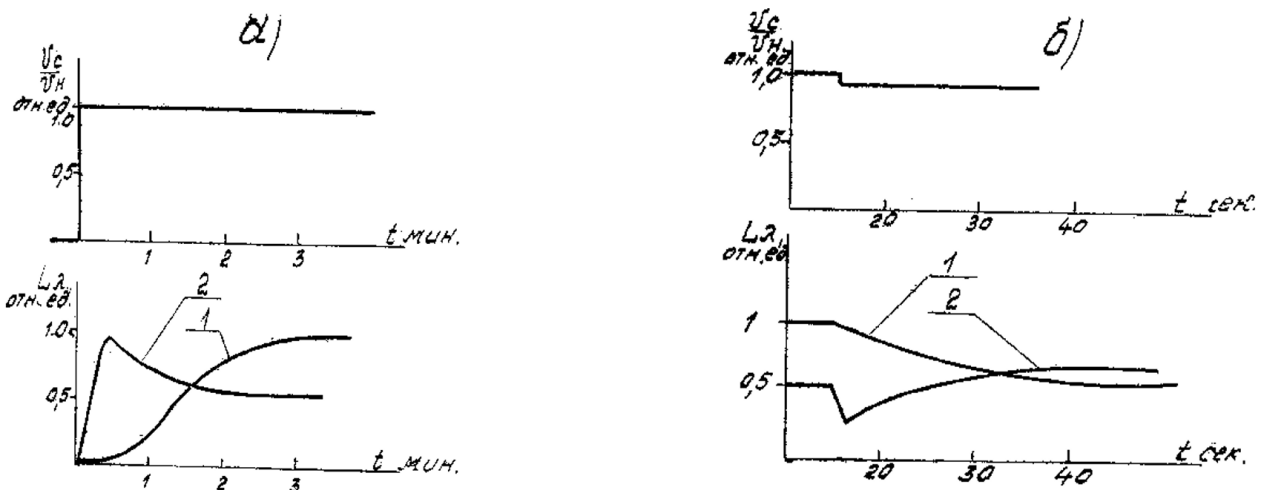 а)
Uc
Uн
отн.ед.
1.0
0,5
1 2 3
t мин.
Lλ,
отн.ед.
1.0
0,5
2
1
1 2 3
t мин.
б)
Uc
Uн,
отн.ед.
1,0
0,5
20 30 40
t сек.
Lλ,
отн.ед
1
0,5
1
2
20 30 40
t сек.